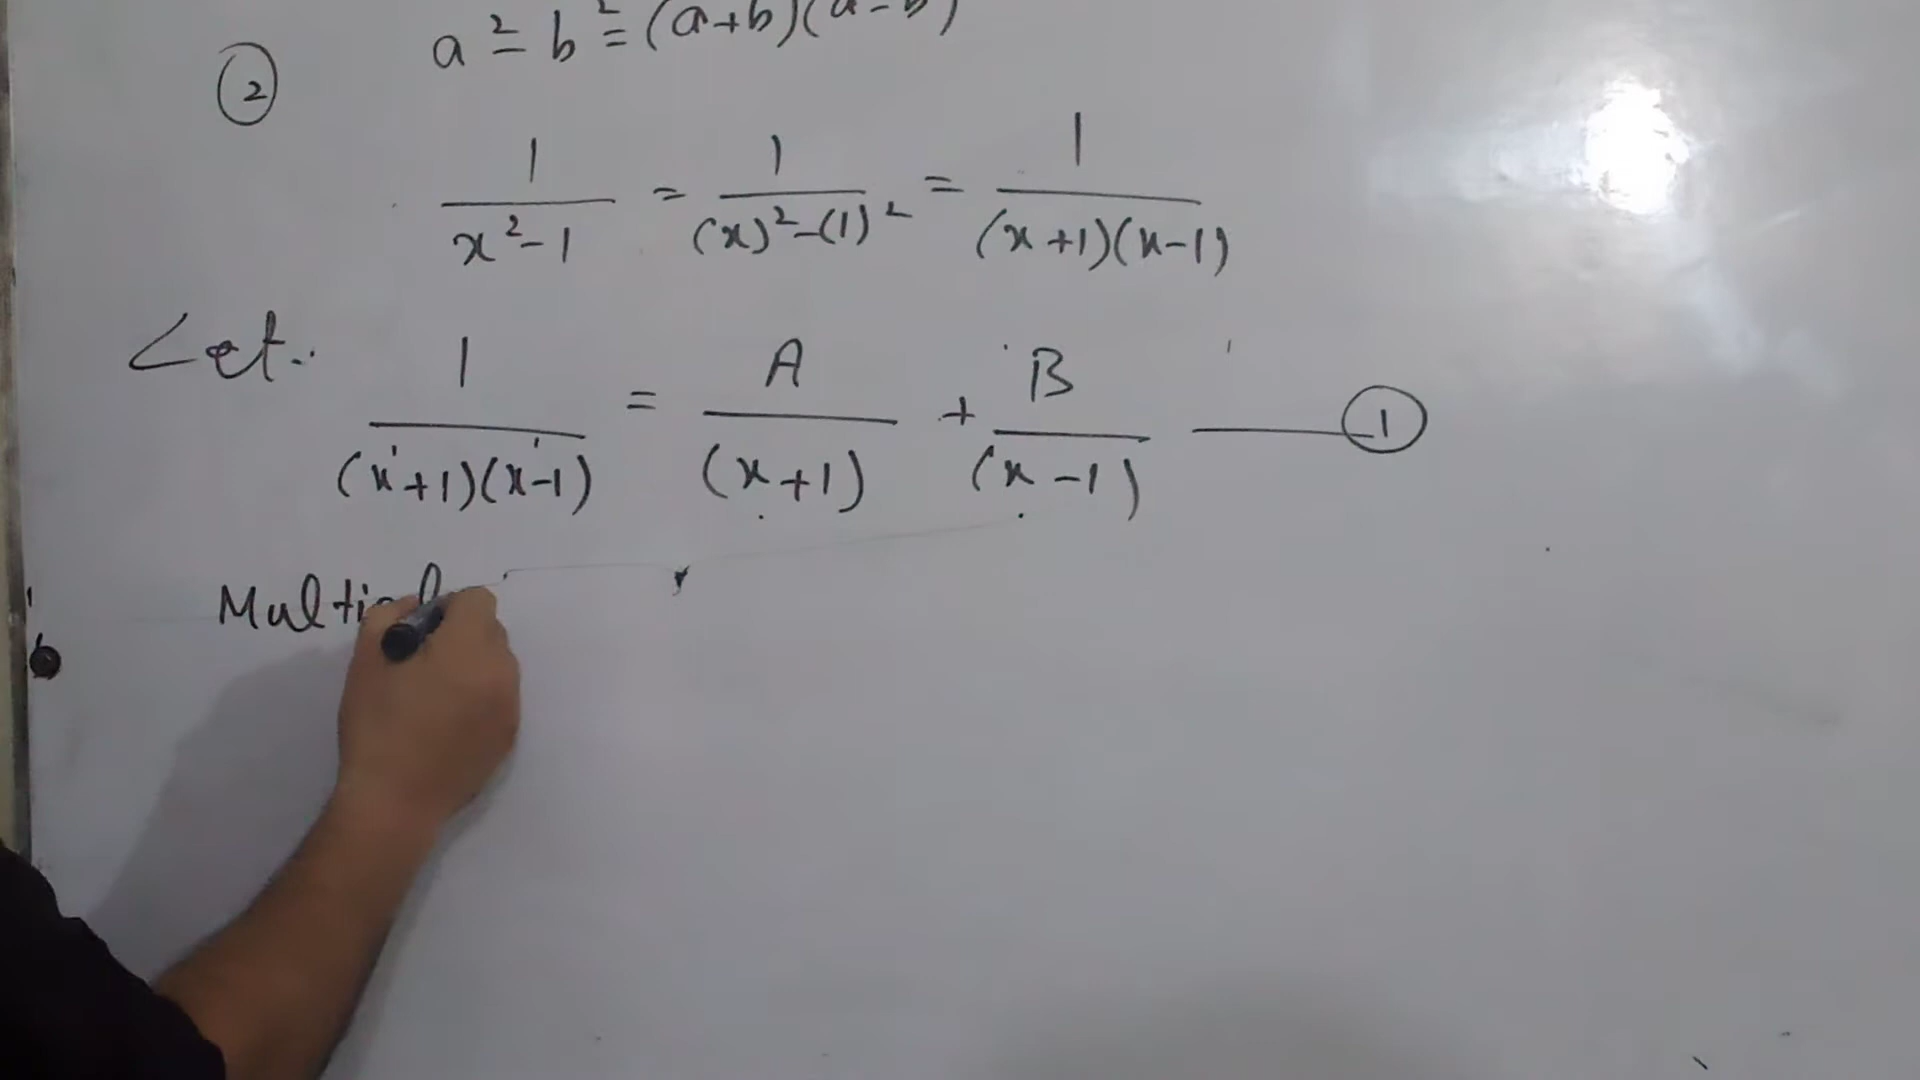 a² - b² = (a+b)(a-b)
②
1/(x²-1) = 1/((x)²-(1)²) = 1/((x+1)(x-1))
Let. 1/((x+1)(x-1)) = A/(x+1) + B/(x-1) —— ①